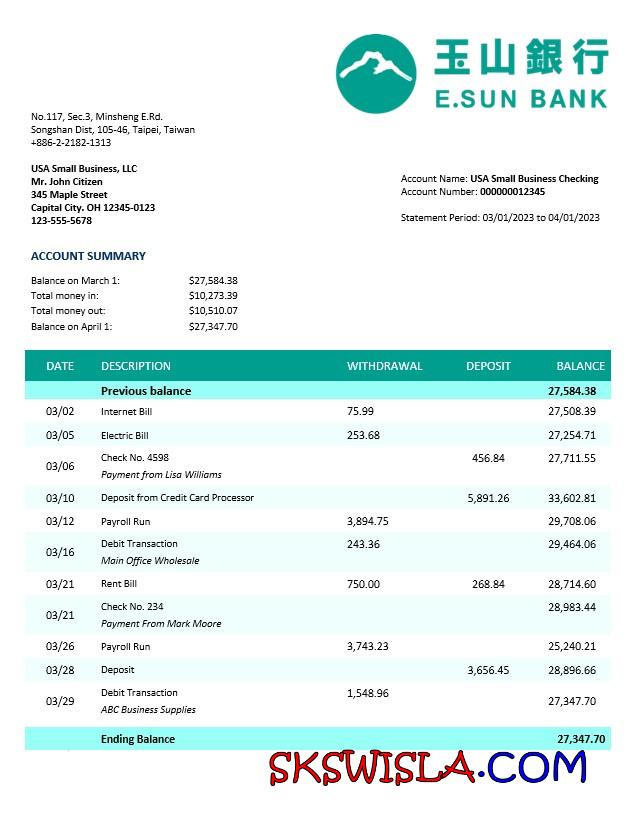 玉山銀行
E.SUN BANK
No.117, Sec.3, Minsheng E.Rd.
Songshan Dist, 105-46, Taipei, Taiwan
+886-2-2182-1313
USA Small Business, LLC
Mr. John Citizen
345 Maple Street
Capital City. OH 12345-0123
123-555-5678
Account Name: USA Small Business Checking
Account Number: 000000012345
Statement Period: 03/01/2023 to 04/01/2023
ACCOUNT SUMMARY
Balance on March 1: $27,584.38
Total money in: $10,273.39
Total money out: $10,510.07
Balance on April 1: $27,347.70
DATE DESCRIPTION WITHDRAWAL DEPOSIT BALANCE
Previous balance 27,584.38
03/02 Internet Bill 75.99 27,508.39
03/05 Electric Bill 253.68 27,254.71
03/06 Check No. 4598 456.84 27,711.55
Payment from Lisa Williams
03/10 Deposit from Credit Card Processor 5,891.26 33,602.81
03/12 Payroll Run 3,894.75 29,708.06
03/16 Debit Transaction 243.36 29,464.06
Main Office Wholesale
03/21 Rent Bill 750.00 268.84 28,714.60
03/21 Check No. 234 28,983.44
Payment From Mark Moore
03/26 Payroll Run 3,743.23 25,240.21
03/28 Deposit 3,656.45 28,896.66
03/29 Debit Transaction 1,548.96 27,347.70
ABC Business Supplies
Ending Balance 27,347.70
SKSWISLA.COM